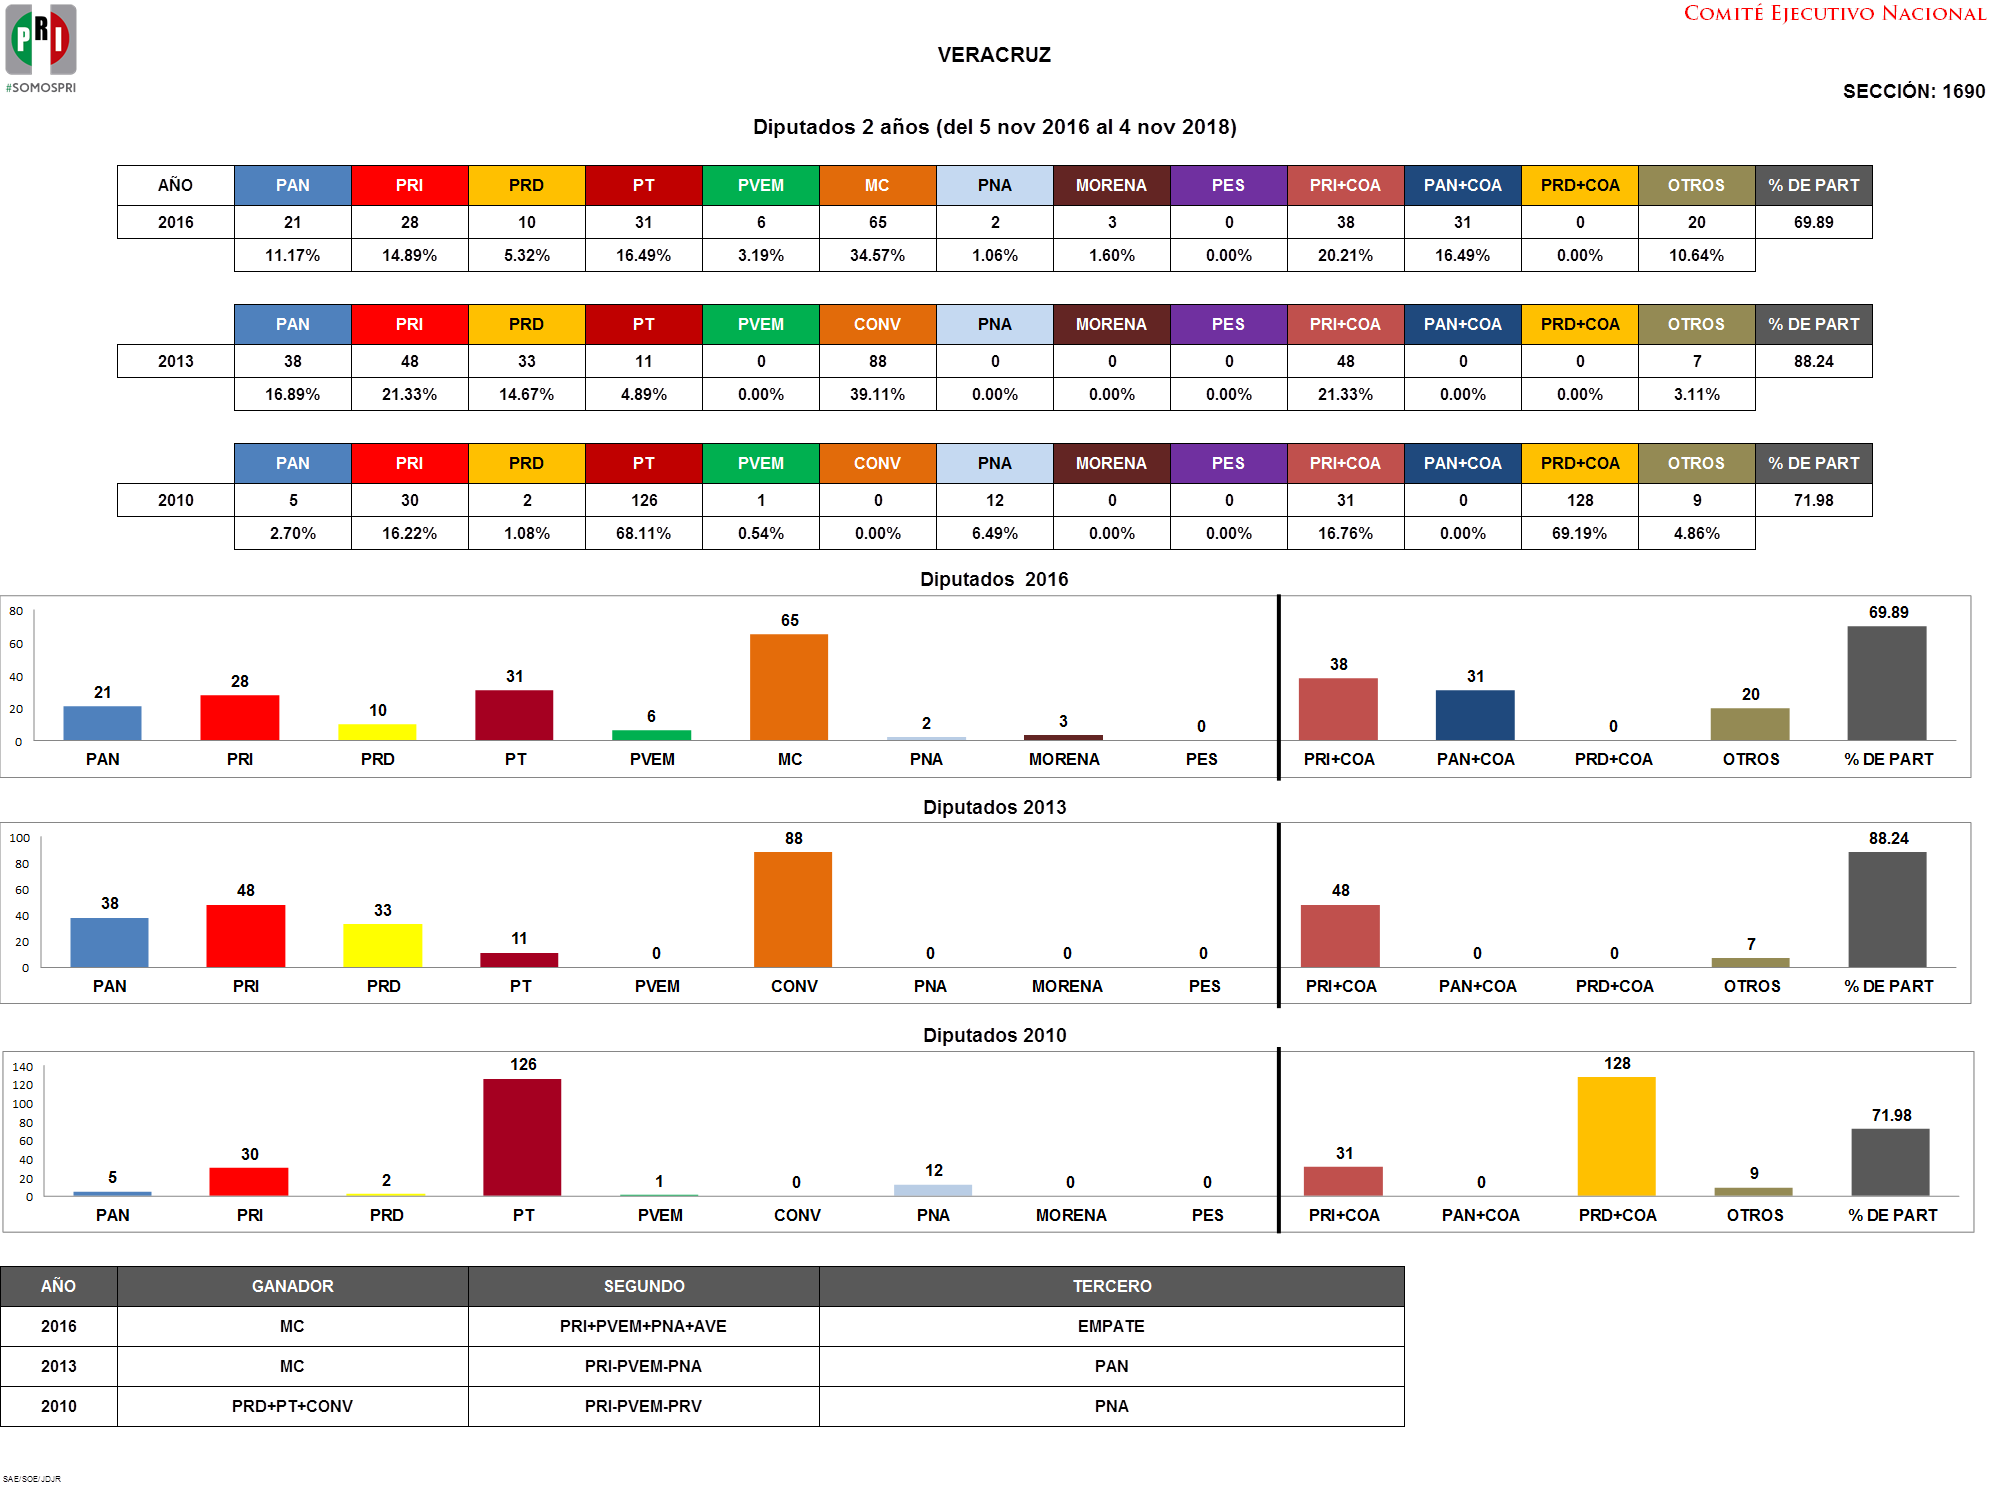 PRI
#SOMOSPRI
COMITÉ EJECUTIVO NACIONAL
VERACRUZ
SECCIÓN: 1690
Diputados 2 años (del 5 nov 2016 al 4 nov 2018)
AÑO PAN PRI PRD PT PVEM MC PNA MORENA PES PRI+COA PAN+COA PRD+COA OTROS % DE PART
2016 21 28 10 31 6 65 2 3 0 38 31 0 20 69.89
11.17% 14.89% 5.32% 16.49% 3.19% 34.57% 1.06% 1.60% 0.00% 20.21% 16.49% 0.00% 10.64%
PAN PRI PRD PT PVEM CONV PNA MORENA PES PRI+COA PAN+COA PRD+COA OTROS % DE PART
2013 38 48 33 11 0 88 0 0 0 48 0 0 7 88.24
16.89% 21.33% 14.67% 4.89% 0.00% 39.11% 0.00% 0.00% 0.00% 21.33% 0.00% 0.00% 3.11%
PAN PRI PRD PT PVEM CONV PNA MORENA PES PRI+COA PAN+COA PRD+COA OTROS % DE PART
2010 5 30 2 126 1 0 12 0 0 31 0 128 9 71.98
2.70% 16.22% 1.08% 68.11% 0.54% 0.00% 6.49% 0.00% 0.00% 16.76% 0.00% 69.19% 4.86%
Diputados 2016
80
60
40
20
0
21 28 10 31 6 65 2 3 0 38 31 0 20 69.89
PAN PRI PRD PT PVEM MC PNA MORENA PES PRI+COA PAN+COA PRD+COA OTROS % DE PART
Diputados 2013
100
80
60
40
20
0
38 48 33 11 0 88 0 0 0 48 0 0 7 88.24
PAN PRI PRD PT PVEM CONV PNA MORENA PES PRI+COA PAN+COA PRD+COA OTROS % DE PART
Diputados 2010
140
120
100
80
60
40
20
0
5 30 2 126 1 0 12 0 0 31 0 128 9 71.98
PAN PRI PRD PT PVEM CONV PNA MORENA PES PRI+COA PAN+COA PRD+COA OTROS % DE PART
AÑO GANADOR SEGUNDO TERCERO
2016 MC PRI+PVEM+PNA+AVE EMPATE
2013 MC PRI-PVEM-PNA PAN
2010 PRD+PT+CONV PRI-PVEM-PRV PNA
SAE/SOE/JDJR